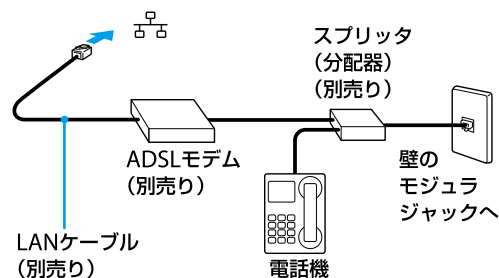 スプリッタ
（分配器）
（別売り）
ADSLモデム
（別売り）
壁の
モジュラ
ジャックへ
LANケーブル
（別売り）
電話機